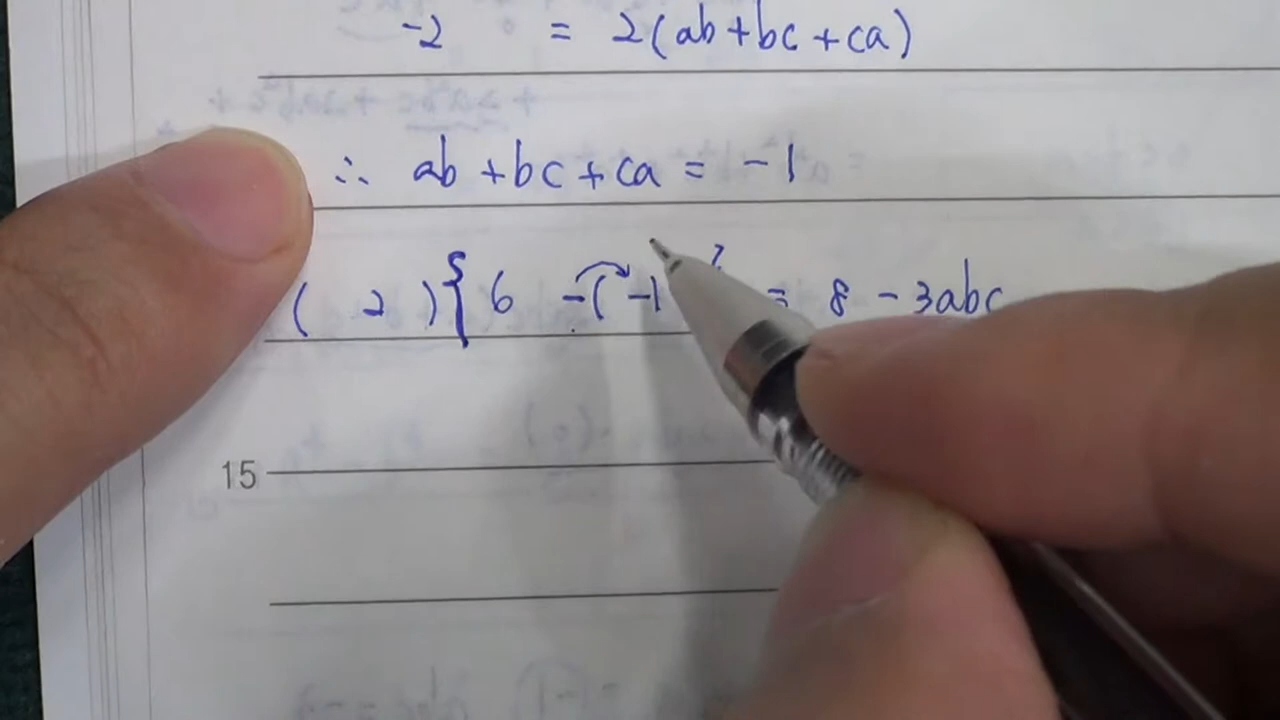 -2 = 2(ab+bc+ca)
∴ ab+bc+ca = -1
( 2 ){6 -(-1 } = 8 - 3abc
15